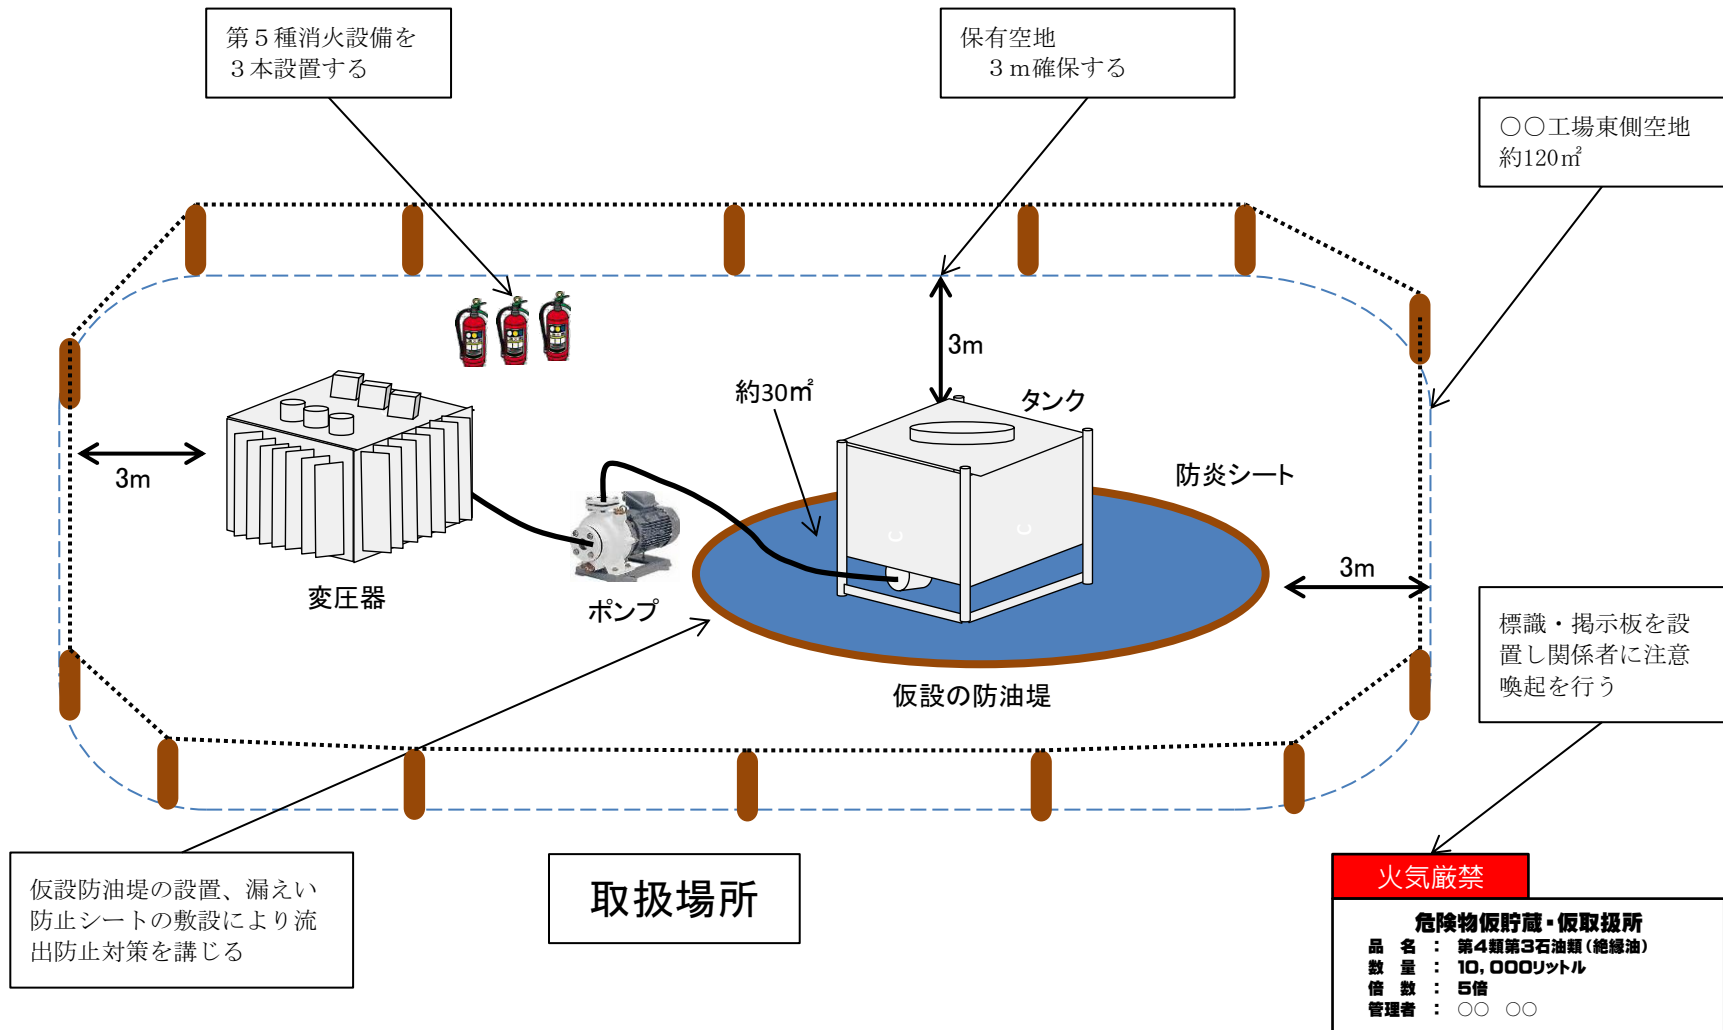 第５種消火設備を
３本設置する
保有空地
３ｍ確保する
○○工場東側空地
約120㎡
3m
約30㎡
タンク
防炎シート
3m
3m
変圧器
ポンプ
仮設の防油堤
標識・掲示板を設
置し関係者に注意
喚起を行う
仮設防油堤の設置、漏えい
防止シートの敷設により流
出防止対策を講じる
取扱場所
火気厳禁
危険物仮貯蔵・仮取扱所
品　名　：　第4類第3石油類（絶縁油）
数　量　：　10，000リットル
倍　数　：　5倍
管理者　：　○○　○○